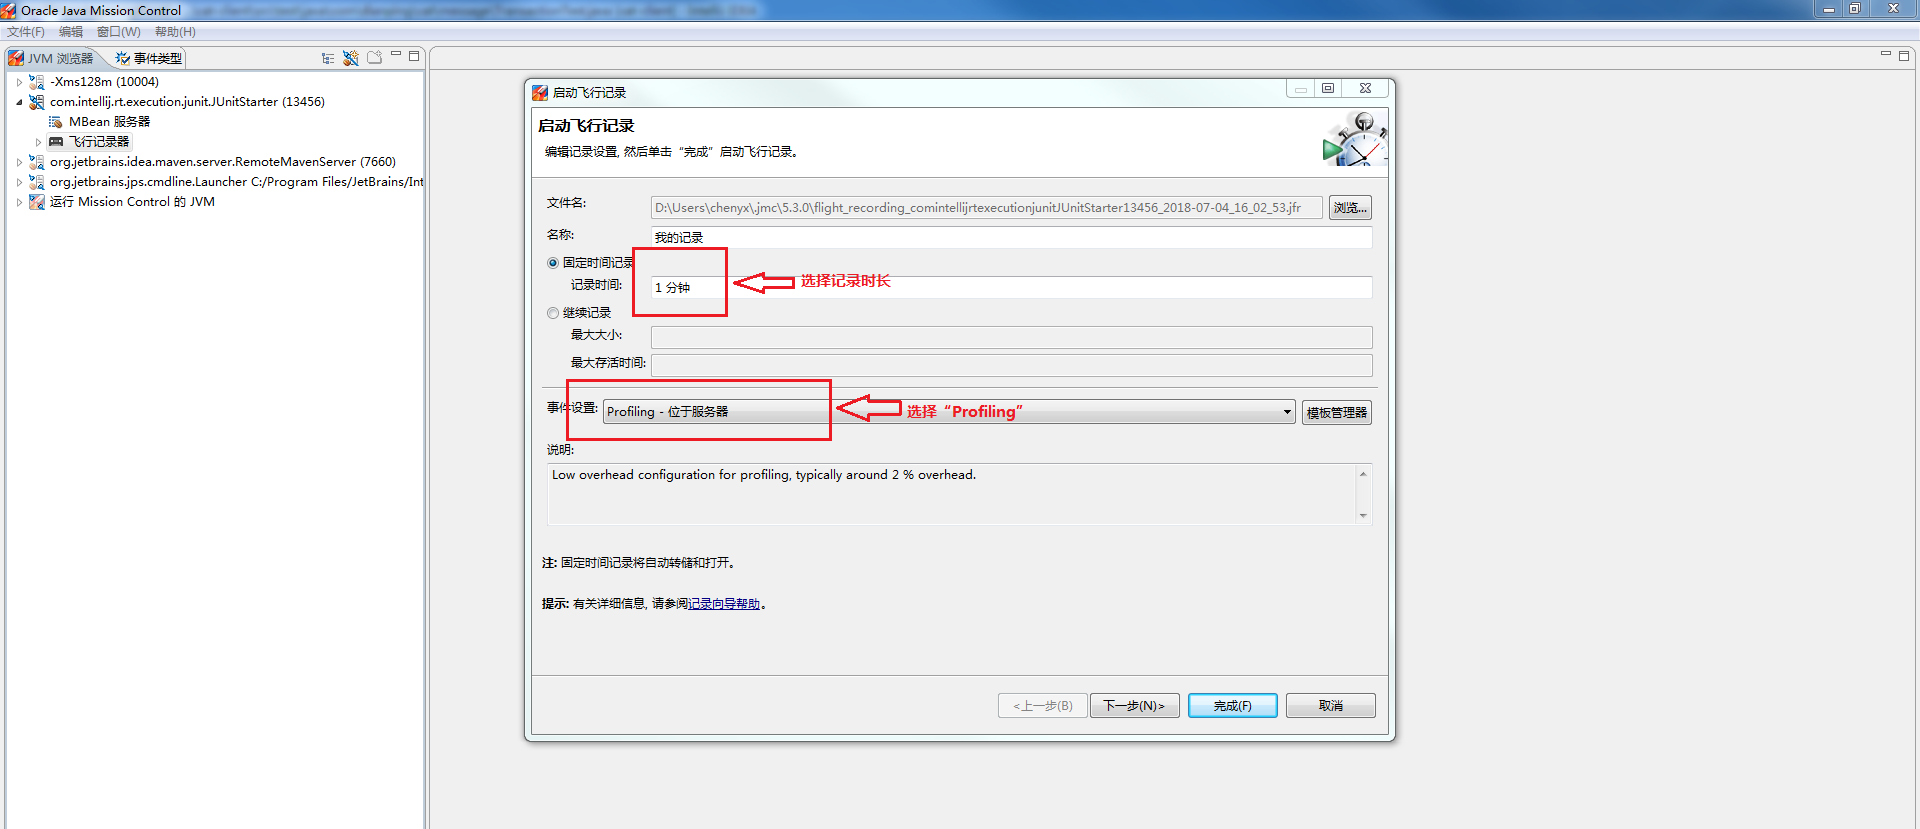 Oracle Java Mission Control
文件(F) 编辑 窗口(W) 帮助(H)
JVM 浏览器 事件类型
-Xms128m (10004)
com.intellij.rt.execution.junit.JUnitStarter (13456)
MBean 服务器
飞行记录器
org.jetbrains.idea.maven.server.RemoteMavenServer (7660)
org.jetbrains.jps.cmdline.Launcher C:/Program Files/JetBrains/Int
运行 Mission Control 的 JVM
启动飞行记录
启动飞行记录
编辑记录设置, 然后单击“完成”启动飞行记录。
文件名: D:\Users\chenyx\.jmc\5.3.0\flight_recording_comintellijrtexecutionjunitJUnitStarter13456_2018-07-04_16_02_53.jfr 浏览...
名称: 我的记录
固定时间记录
记录时间: 1 分钟 选择记录时长
继续记录
最大大小:
最大存活时间:
事件设置: Profiling - 位于服务器 选择“Profiling” 模板管理器
说明:
Low overhead configuration for profiling, typically around 2 % overhead.
注: 固定时间记录将自动转储和打开。
提示: 有关详细信息, 请参阅记录向导帮助。
<上一步(B) 下一步(N)> 完成(F) 取消